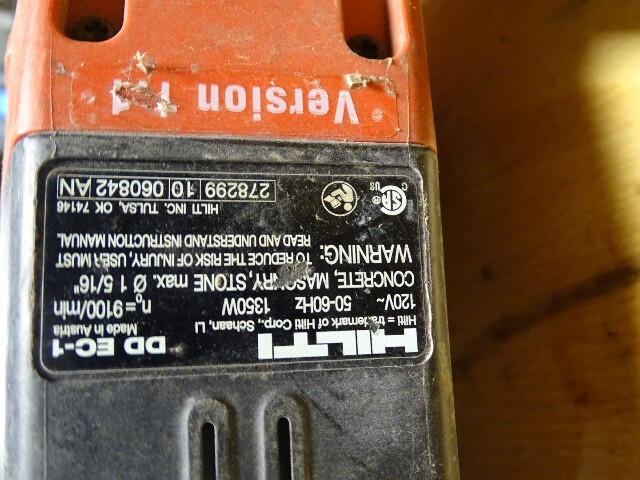 HILTI DD EC-1
Hilti = trademark of Hilti Corp., Schaan, LI Made in Austria
120V~ 50-60Hz 1350W n₀=9100/min
CONCRETE, MASONRY, STONE max. Ø 1 5/16"
WARNING: TO REDUCE THE RISK OF INJURY, USER MUST
READ AND UNDERSTAND INSTRUCTION MANUAL
C SA ® US
HILTI INC. TULSA, OK 74146
278299 10 060842 AN
Version